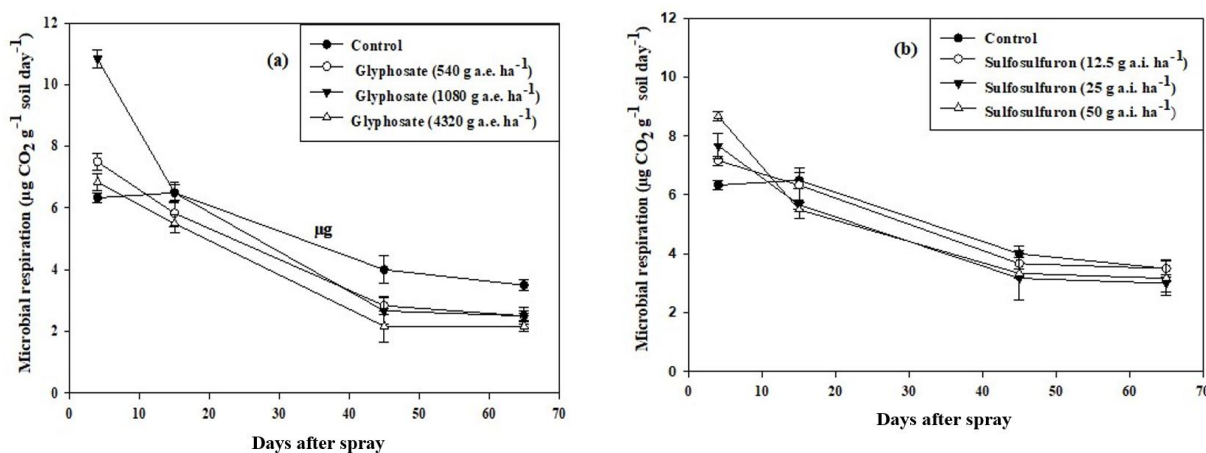 12
10
8
6
4
2
0
Microbial respiration (µg CO₂ g⁻¹ soil day⁻¹)
(a)
Control
Glyphosate (540 g a.e. ha⁻¹)
Glyphosate (1080 g a.e. ha⁻¹)
Glyphosate (4320 g a.e. ha⁻¹)
µg
0 10 20 30 40 50 60 70
Days after spray
12
10
8
6
4
2
0
Microbial respiration (µg CO₂ g⁻¹ soil day⁻¹)
(b)
Control
Sulfosulfuron (12.5 g a.i. ha⁻¹)
Sulfosulfuron (25 g a.i. ha⁻¹)
Sulfosulfuron (50 g a.i. ha⁻¹)
0 10 20 30 40 50 60 70
Days after spray